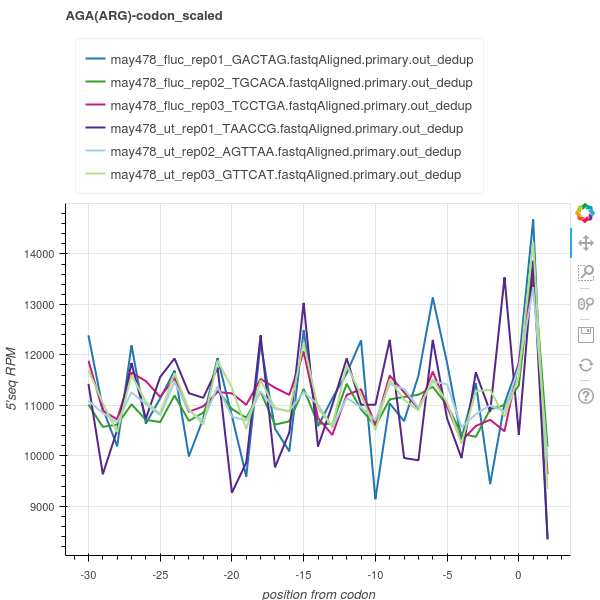 AGA(ARG)-codon_scaled
may478_fluc_rep01_GACTAG.fastqAligned.primary.out_dedup
may478_fluc_rep02_TGCACA.fastqAligned.primary.out_dedup
may478_fluc_rep03_TCCTGA.fastqAligned.primary.out_dedup
may478_ut_rep01_TAACCG.fastqAligned.primary.out_dedup
may478_ut_rep02_AGTTAA.fastqAligned.primary.out_dedup
may478_ut_rep03_GTTCAT.fastqAligned.primary.out_dedup
14000
13000
12000
11000
10000
9000
5'seq RPM
-30
-25
-20
-15
-10
-5
0
position from codon